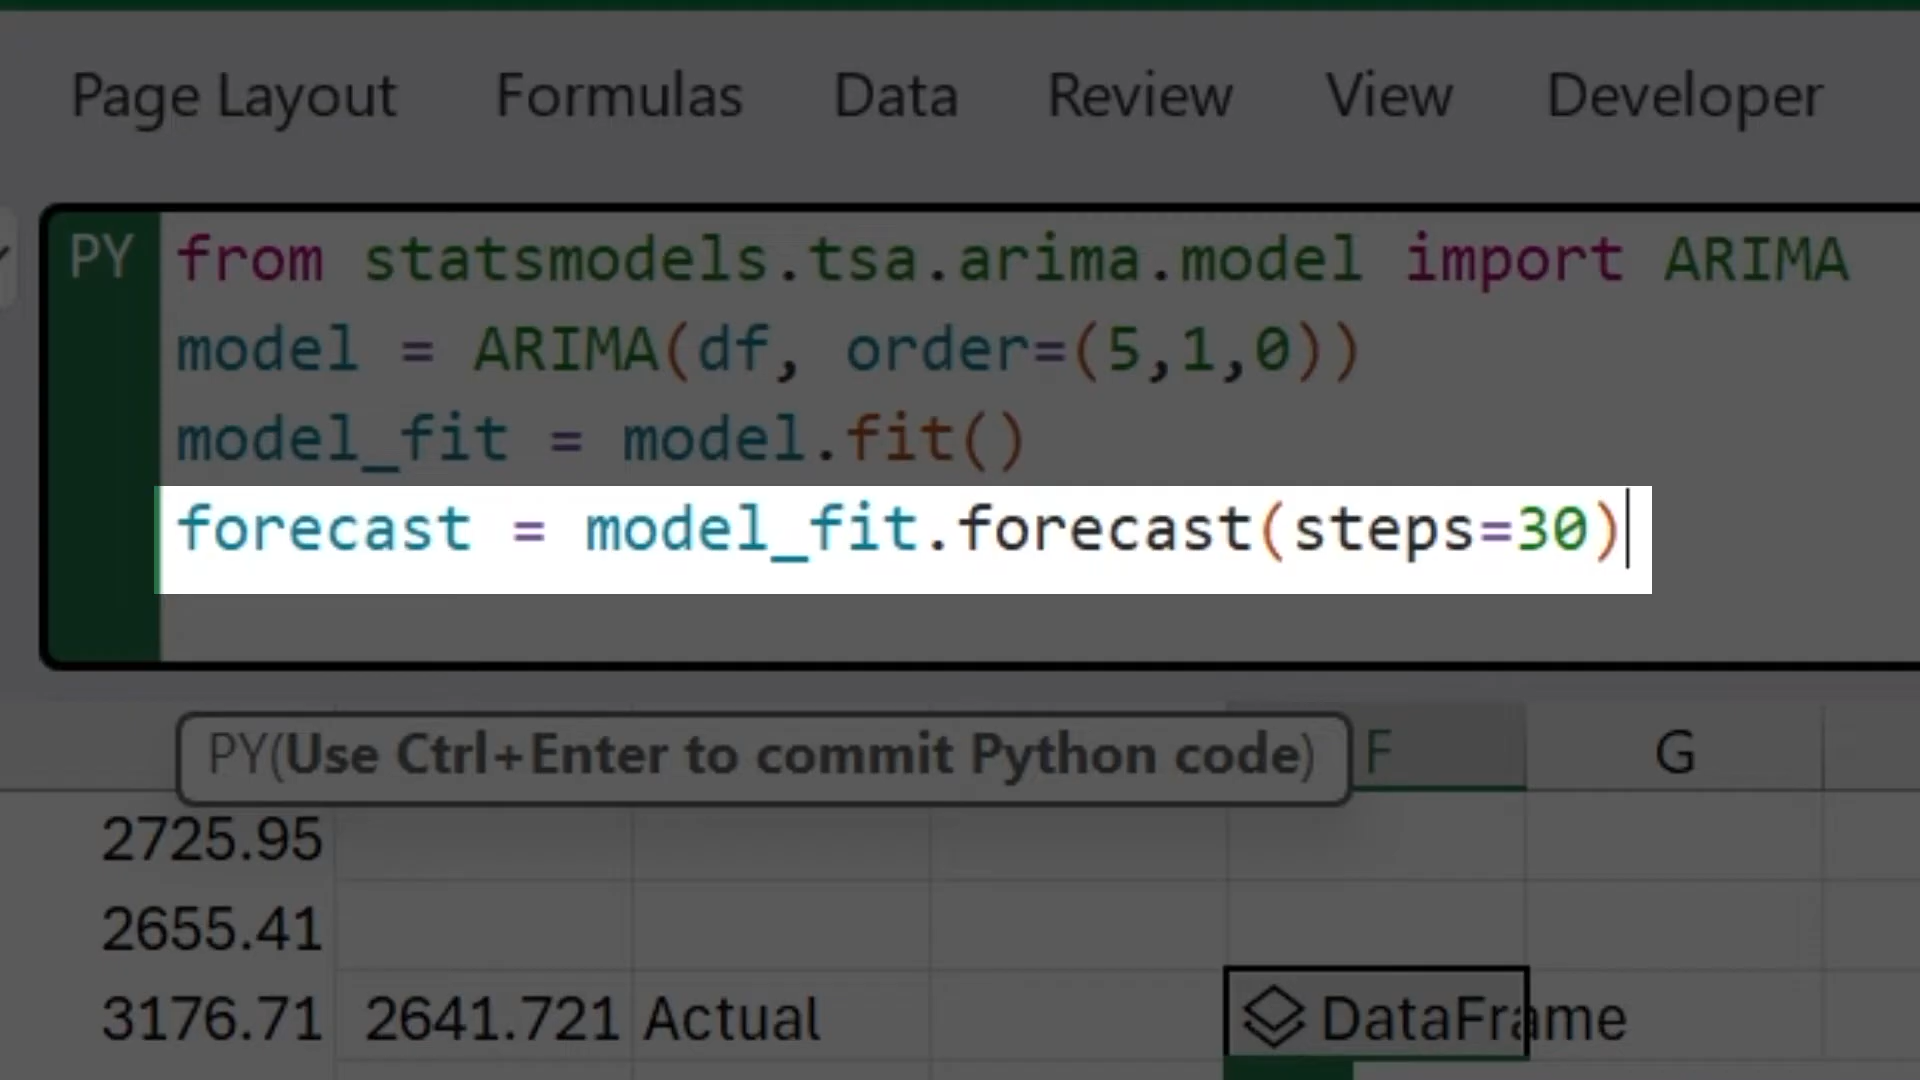 Page Layout Formulas Data Review View Developer
PY from statsmodels.tsa.arima.model import ARIMA
model = ARIMA(df, order=(5,1,0))
model_fit = model.fit()
forecast = model_fit.forecast(steps=30)
PY(Use Ctrl+Enter to commit Python code) F G
2725.95
2655.41
3176.71 2641.721 Actual DataFrame